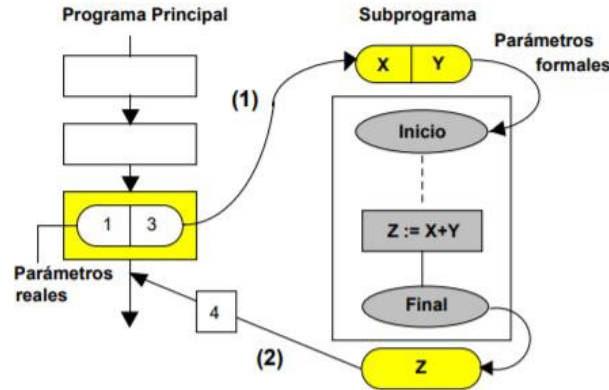 Programa Principal
Subprograma
Parámetros
formales
X Y
(1)
Inicio
1 3
Z := X+Y
Parámetros
reales
4
Final
(2)
Z